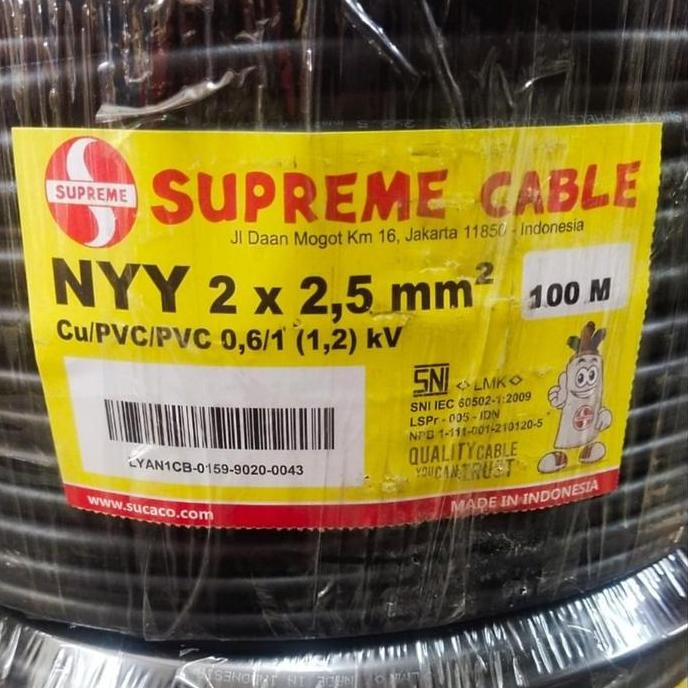 SUPREME
SUPREME CABLE
Jl Daan Mogot Km 16, Jakarta 11850 - Indonesia
NYY 2 x 2,5 mm²
100 M
Cu/PVC/PVC 0,6/1 (1,2) kV
SNI <> LMK <>
SNI IEC 60502-1:2009
LSPr - 005 - IDN
NPB 1-111-001-210120-5
QUALITY CABLE
YOU CAN TRUST
LYAN1CB-0159-9020-0043
www.sucaco.com
MADE IN INDONESIA